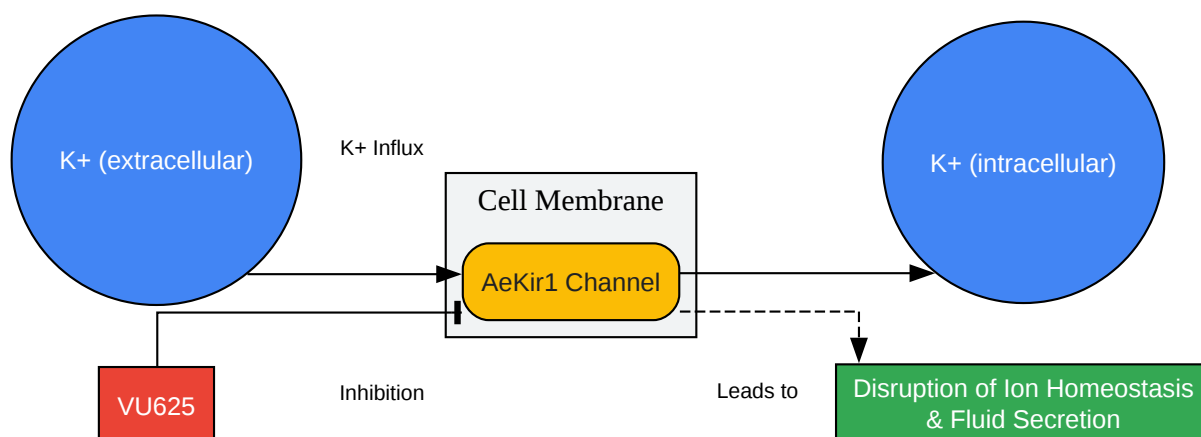 K+ (extracellular)
K+ Influx
K+ (intracellular)
Cell Membrane
AeKir1 Channel
VU625
Inhibition
Leads to
Disruption of Ion Homeostasis
& Fluid Secretion